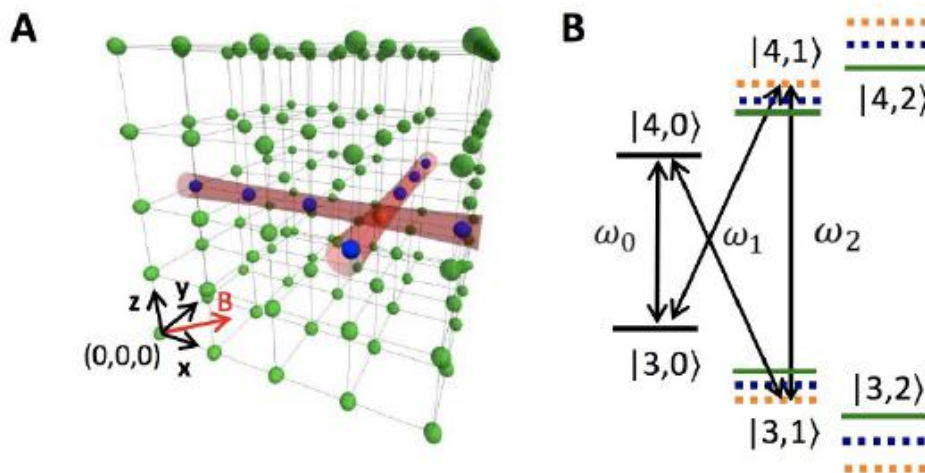 A
z
y
B
(0,0,0)
x
B
|4,1⟩
|4,2⟩
|4,0⟩
ω₀
ω₁
ω₂
|3,0⟩
|3,2⟩
|3,1⟩